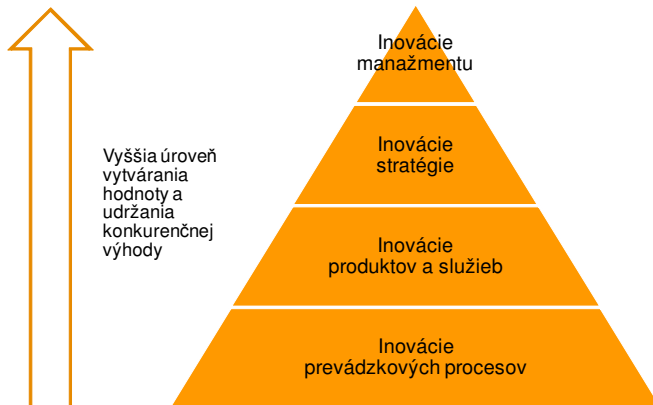 Inovácie
manažmentu
Inovácie
stratégie
Vyššia úroveň
vytvárania
hodnoty a
udržania
konkurenčnej
výhody
Inovácie
produktov a služieb
Inovácie
prevádzkových procesov